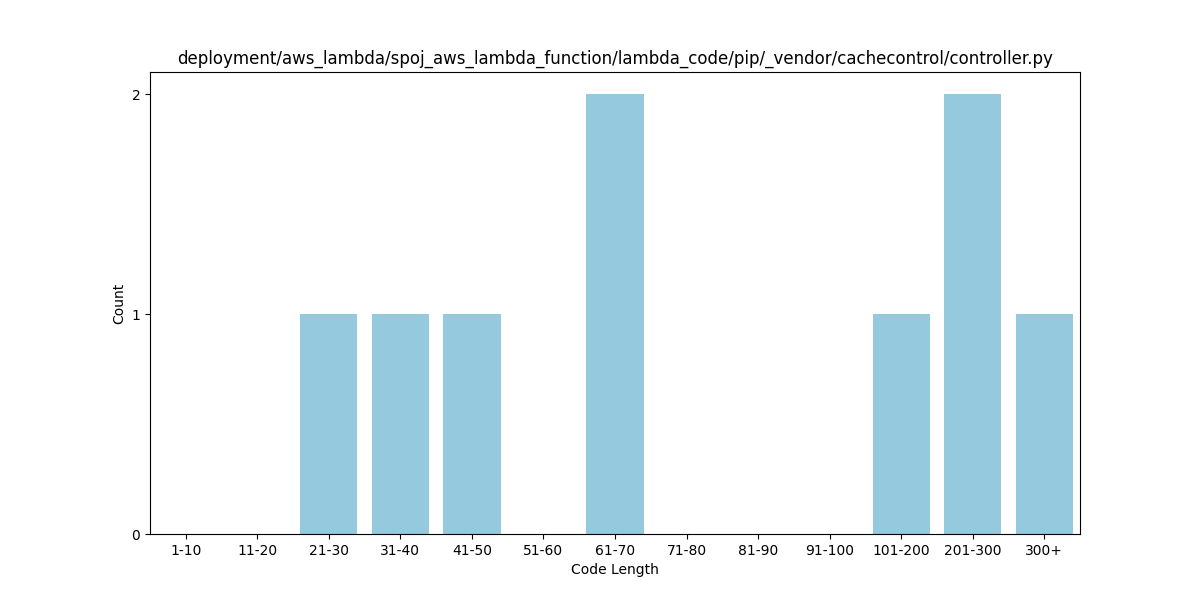 deployment/aws_lambda/spoj_aws_lambda_function/lambda_code/pip/_vendor/cachecontrol/controller.py
2
1
0
Count
1-10 11-20 21-30 31-40 41-50 51-60 61-70 71-80 81-90 91-100 101-200 201-300 300+
Code Length